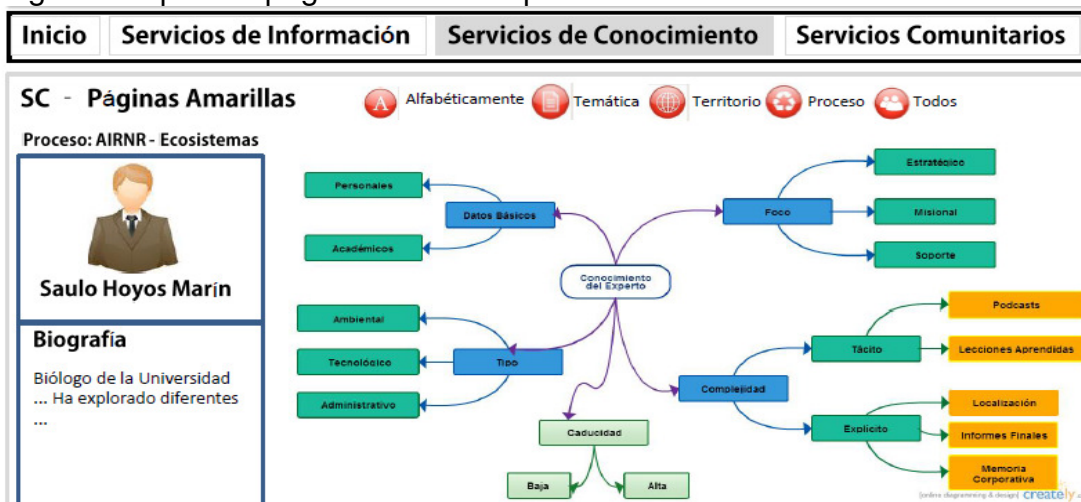 Inicio
Servicios de Información
Servicios de Conocimiento
Servicios Comunitarios
SC - Páginas Amarillas
A
Alfabéticamente
Temática
Territorio
Proceso
Todos
Proceso: AIRNR - Ecosistemas
Saulo Hoyos Marín
Biografía
Biólogo de la Universidad
... Ha explorado diferentes
...
Conocimiento
del Experto
Datos Básicos
Personales
Académicos
Foco
Estratégico
Misional
Soporte
Tipo
Ambiental
Tecnológico
Administrativo
Complejidad
Tácito
Podcasts
Lecciones Aprendidas
Explícito
Localización
Informes Finales
Memoria
Corporativa
Caducidad
Baja
Alta
[online diagramming & design] creately